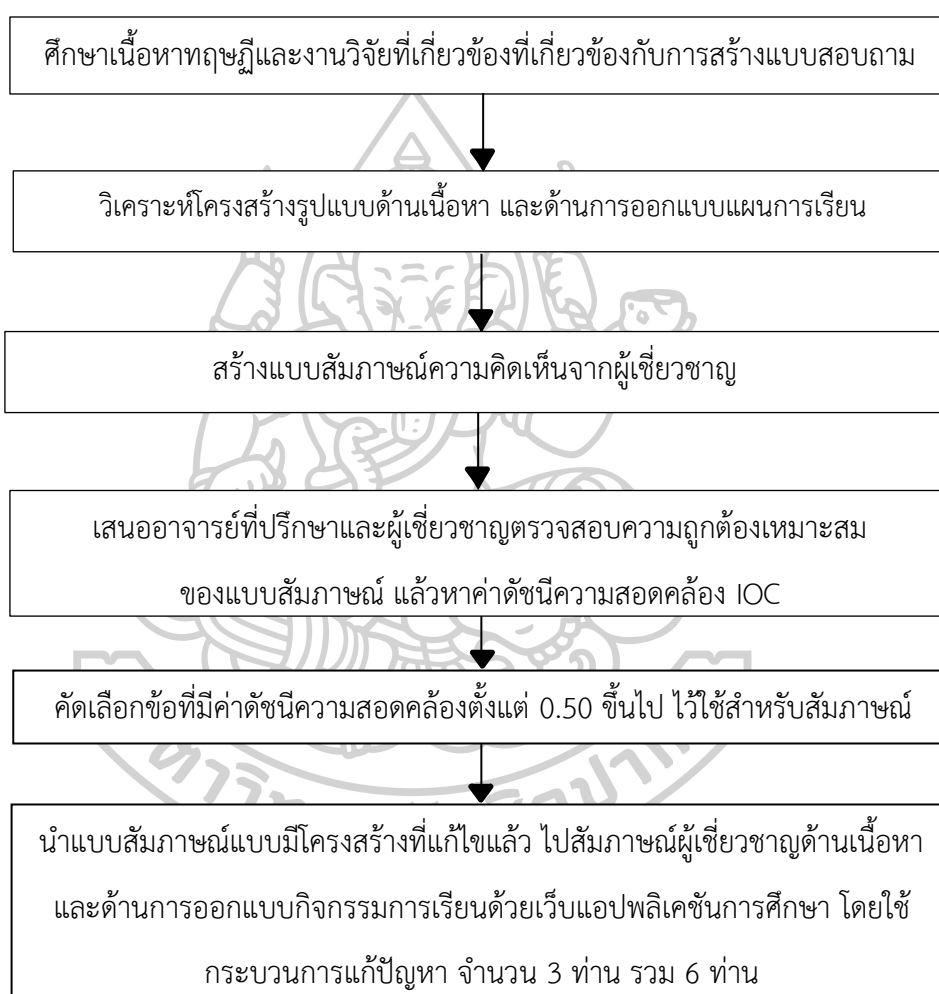 ศึกษาเนื้อหาทฤษฎีและงานวิจัยที่เกี่ยวข้องที่เกี่ยวข้องกับการสร้างแบบสอบถาม
วิเคราะห์โครงสร้างรูปแบบด้านเนื้อหา และด้านการออกแบบแผนการเรียน
สร้างแบบสัมภาษณ์ความคิดเห็นจากผู้เชี่ยวชาญ
เสนออาจารย์ที่ปรึกษาและผู้เชี่ยวชาญตรวจสอบความถูกต้องเหมาะสม
ของแบบสัมภาษณ์ แล้วหาค่าดัชนีความสอดคล้อง IOC
คัดเลือกข้อที่มีค่าดัชนีความสอดคล้องตั้งแต่ 0.50 ขึ้นไป ไว้ใช้สำหรับสัมภาษณ์
นำแบบสัมภาษณ์แบบมีโครงสร้างที่แก้ไขแล้ว ไปสัมภาษณ์ผู้เชี่ยวชาญด้านเนื้อหา
และด้านการออกแบบกิจกรรมการเรียนด้วยเว็บแอปพลิเคชันการศึกษา โดยใช้
กระบวนการแก้ปัญหา จำนวน 3 ท่าน รวม 6 ท่าน